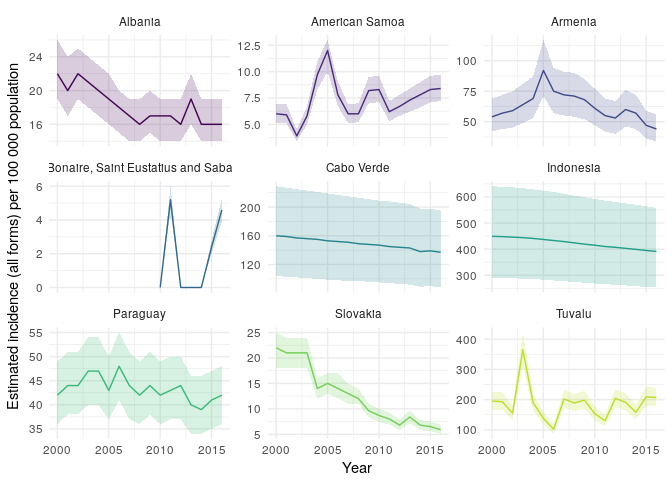 Albania
American Samoa
Armenia
24
20
16
12.5
10.0
7.5
5.0
100
75
50
Bonaire, Saint Eustatius and Saba
Cabo Verde
Indonesia
6
4
2
0
200
160
120
600
500
400
300
Paraguay
Slovakia
Tuvalu
55
50
45
40
35
25
20
15
10
5
400
300
200
100
2000 2005 2010 2015
2000 2005 2010 2015
2000 2005 2010 2015
Year
Estimated incidence (all forms) per 100 000 population